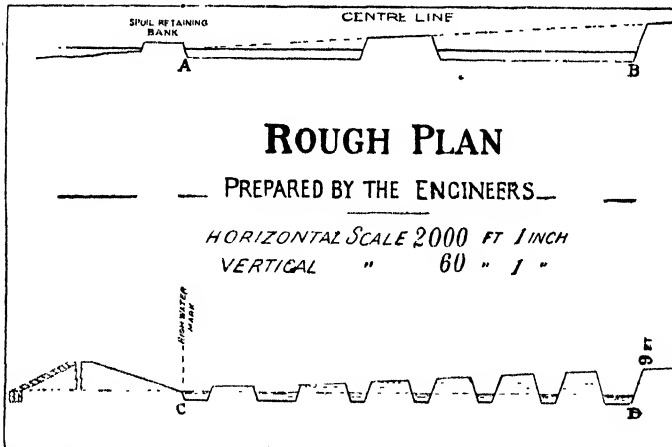 SPOIL RETAINING
BANK
CENTRE LINE
A
B
ROUGH PLAN
PREPARED BY THE ENGINEERS
HORIZONTAL SCALE 2000 FT 1 INCH
VERTICAL " 60 " 1 "
HIGH WATER
MARK
9 FT
C
D